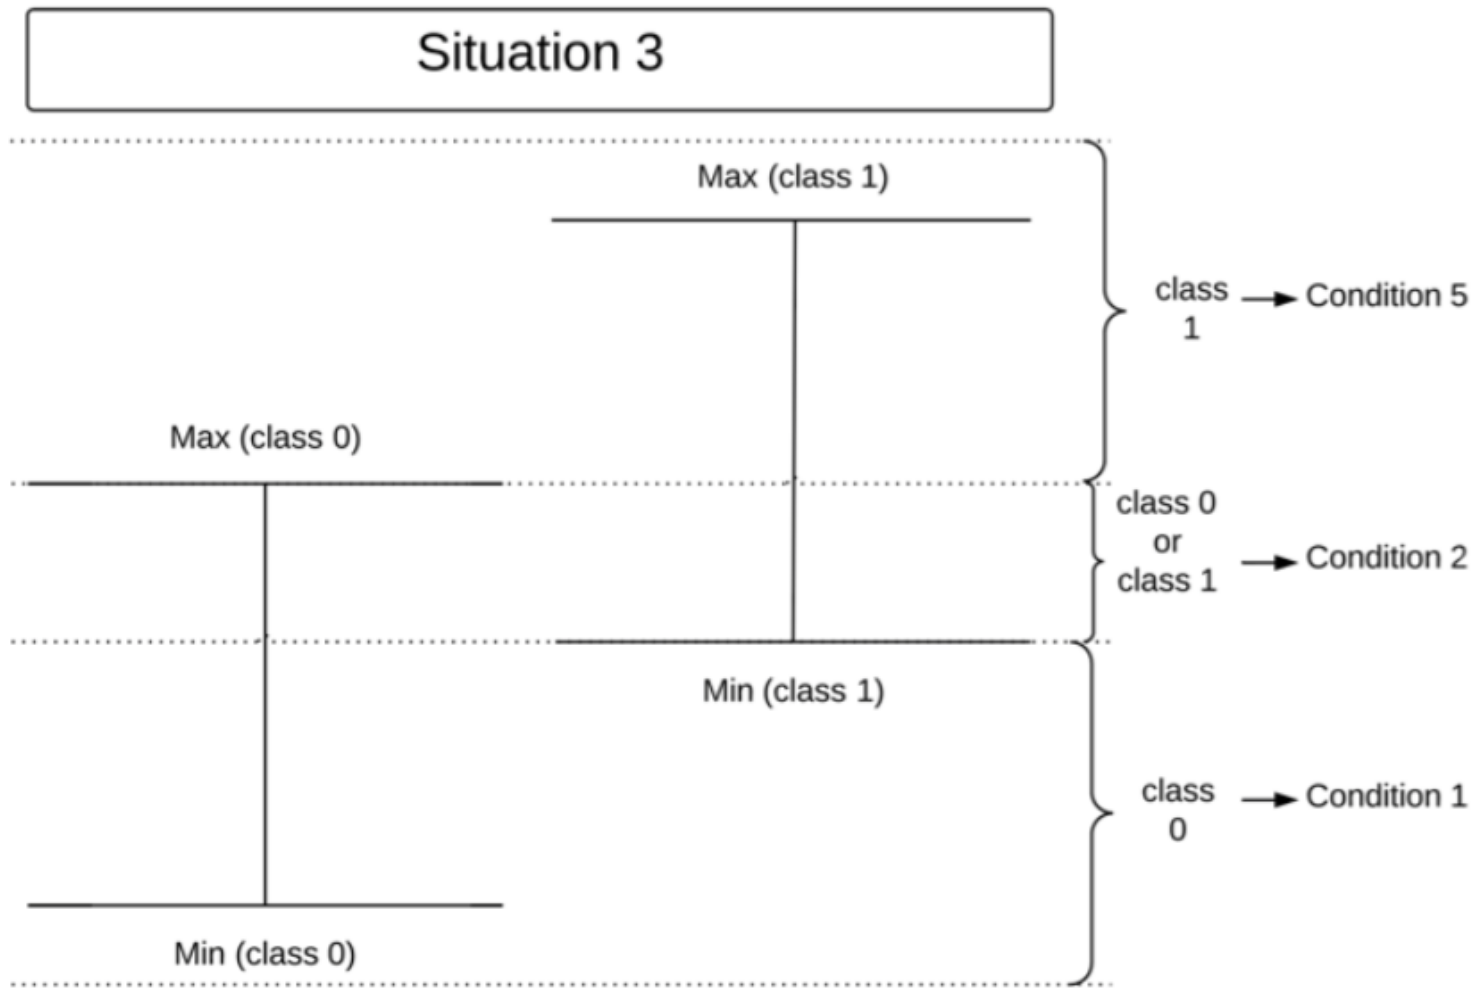 Situation 3
Max (class 1)
class
1
Condition 5
Max (class 0)
class 0
or
class 1
Condition 2
Min (class 1)
class
0
Condition 1
Min (class 0)